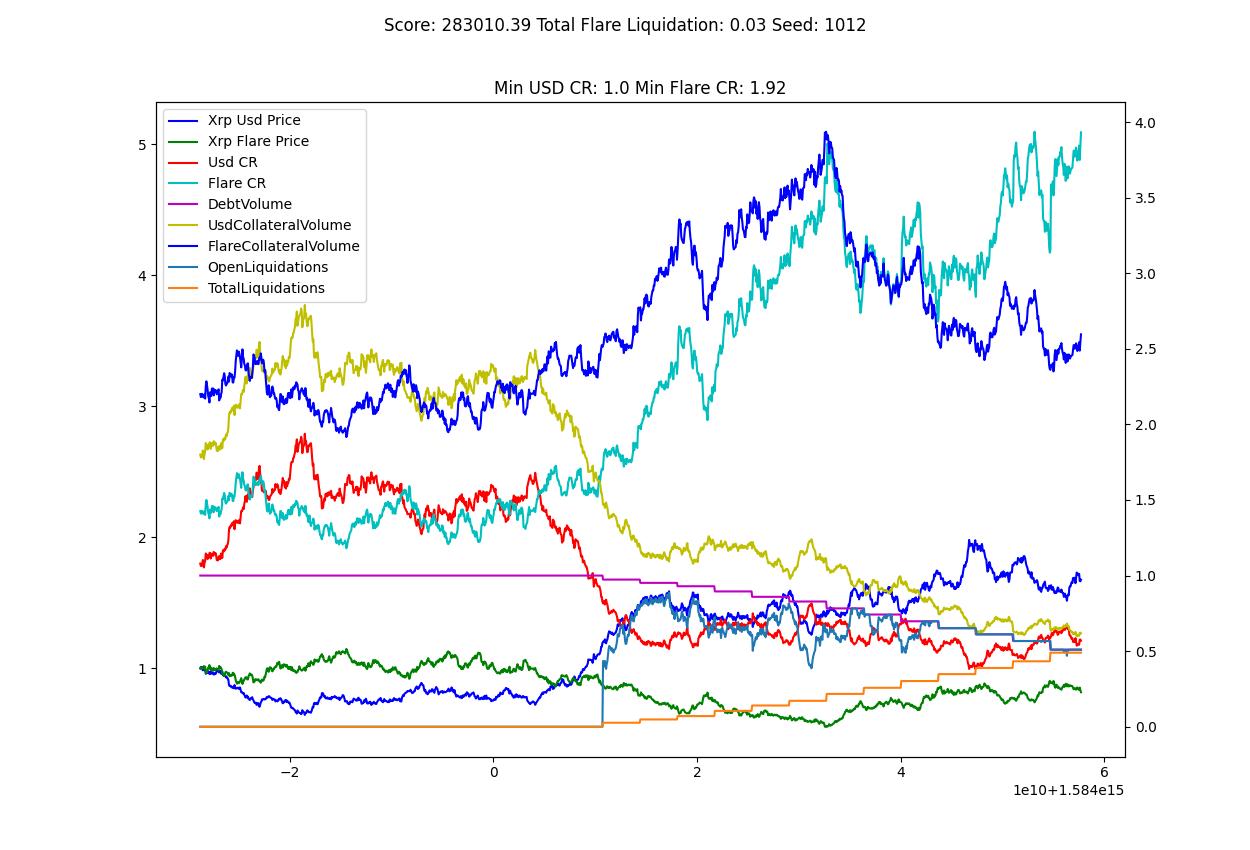 Score: 283010.39 Total Flare Liquidation: 0.03 Seed: 1012
Min USD CR: 1.0 Min Flare CR: 1.92
Xrp Usd Price
Xrp Flare Price
Usd CR
Flare CR
DebtVolume
UsdCollateralVolume
FlareCollateralVolume
OpenLiquidations
TotalLiquidations
5
4
3
2
1
4.0
3.5
3.0
2.5
2.0
1.5
1.0
0.5
0.0
−2
0
2
4
6
1e10+1.584e15